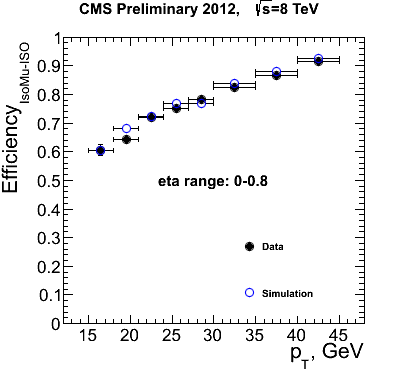 CMS Preliminary 2012, √s=8 TeV
Efficiency IsoMu-ISO
1
0.9
0.8
0.7
0.6
0.5
0.4
0.3
0.2
0.1
0
eta range: 0-0.8
Data
Simulation
15 20 25 30 35 40 45
pT, GeV